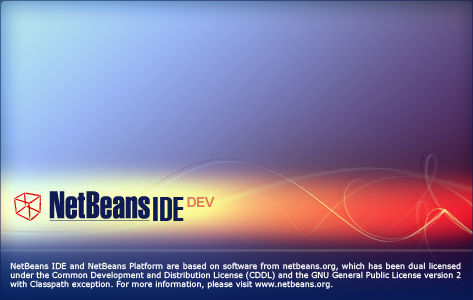 NetBeans IDE DEV
NetBeans IDE and NetBeans Platform are based on software from netbeans.org, which has been dual licensed
under the Common Development and Distribution License (CDDL) and the GNU General Public License version 2
with Classpath exception. For more information, please visit www.netbeans.org.